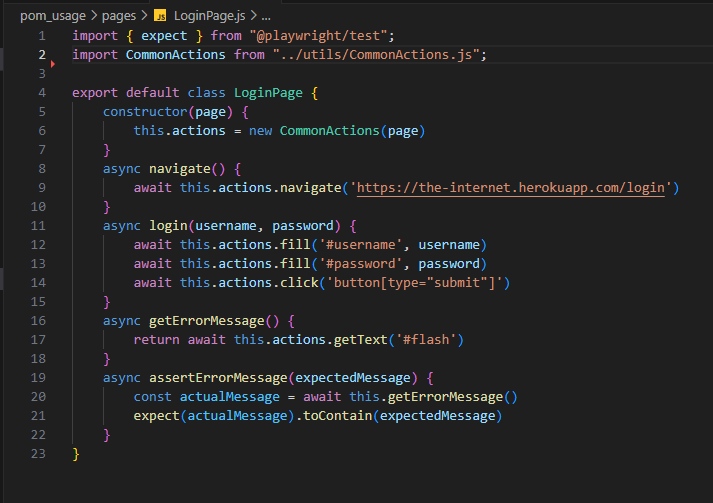 pom_usage > pages > JS LoginPage.js > ...
1 import { expect } from "@playwright/test";
2 import CommonActions from "../utils/CommonActions.js";
3
4 export default class LoginPage {
5     constructor(page) {
6         this.actions = new CommonActions(page)
7     }
8     async navigate() {
9         await this.actions.navigate('https://the-internet.herokuapp.com/login')
10     }
11     async login(username, password) {
12         await this.actions.fill('#username', username)
13         await this.actions.fill('#password', password)
14         await this.actions.click('button[type="submit"]')
15     }
16     async getErrorMessage() {
17         return await this.actions.getText('#flash')
18     }
19     async assertErrorMessage(expectedMessage) {
20         const actualMessage = await this.getErrorMessage()
21         expect(actualMessage).toContain(expectedMessage)
22     }
23 }